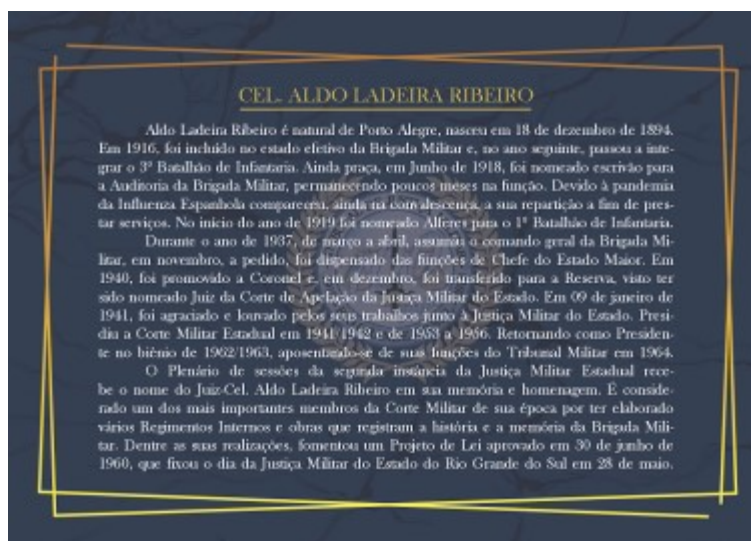 CEL. ALDO LADEIRA RIBEIRO
Aldo Ladeira Ribeiro é natural de Porto Alegre, nasceu em 18 de dezembro de 1894.
Em 1916, foi incluído no estado efetivo da Brigada Militar e, no ano seguinte, passou a inte-
grar o 3º Batalhão de Infantaria. Ainda praça, em Junho de 1918, foi nomeado escrivão para
a Auditoria da Brigada Militar, permanecendo poucos meses na função. Devido à pandemia
da Influenza Espanhola compareceu, ainda na convalescença, a sua repartição a fim de pres-
tar serviços. No início do ano de 1919 foi nomeado Alferes para o 1º Batalhão de Infantaria.
Durante o ano de 1937, de março a abril, assumiu o comando geral da Brigada Mi-
litar, em novembro, a pedido, foi dispensado das funções de Chefe do Estado Maior. Em
1940, foi promovido a Coronel e, em dezembro, foi transferido para a Reserva, visto ter
sido nomeado Juiz da Corte de Apelação da Justiça Militar do Estado. Em 09 de janeiro de
1941, foi agraciado e louvado pelos seus trabalhos junto à Justiça Militar do Estado. Presi-
diu a Corte Militar Estadual em 1941/1942 e de 1953 a 1956. Retornando como Presiden-
te no biênio de 1962/1963, aposentando-se de suas funções do Tribunal Militar em 1964.
O Plenário de sessões da segunda instância da Justiça Militar Estadual rece-
be o nome do Juiz-Cel. Aldo Ladeira Ribeiro em sua memória e homenagem. É conside-
rado um dos mais importantes membros da Corte Militar de sua época por ter elaborado
vários Regimentos Internos e obras que registram a história e a memória da Brigada Mili-
tar. Dentre as suas realizações, fomentou um Projeto de Lei aprovado em 30 de junho de
1960, que fixou o dia da Justiça Militar do Estado do Rio Grande do Sul em 28 de maio.